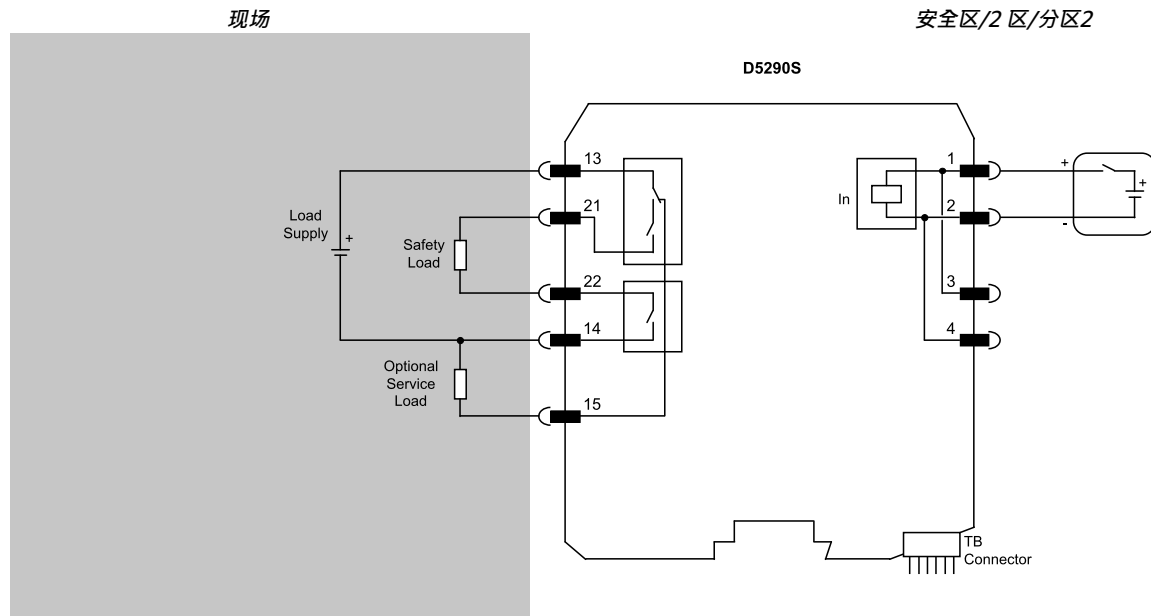 现场
安全区/2 区/分区2
D5290S
13
21
22
14
15
Load
Supply
+
Safety
Load
Optional
Service
Load
In
1
2
3
4
+
-
+
TB
Connector